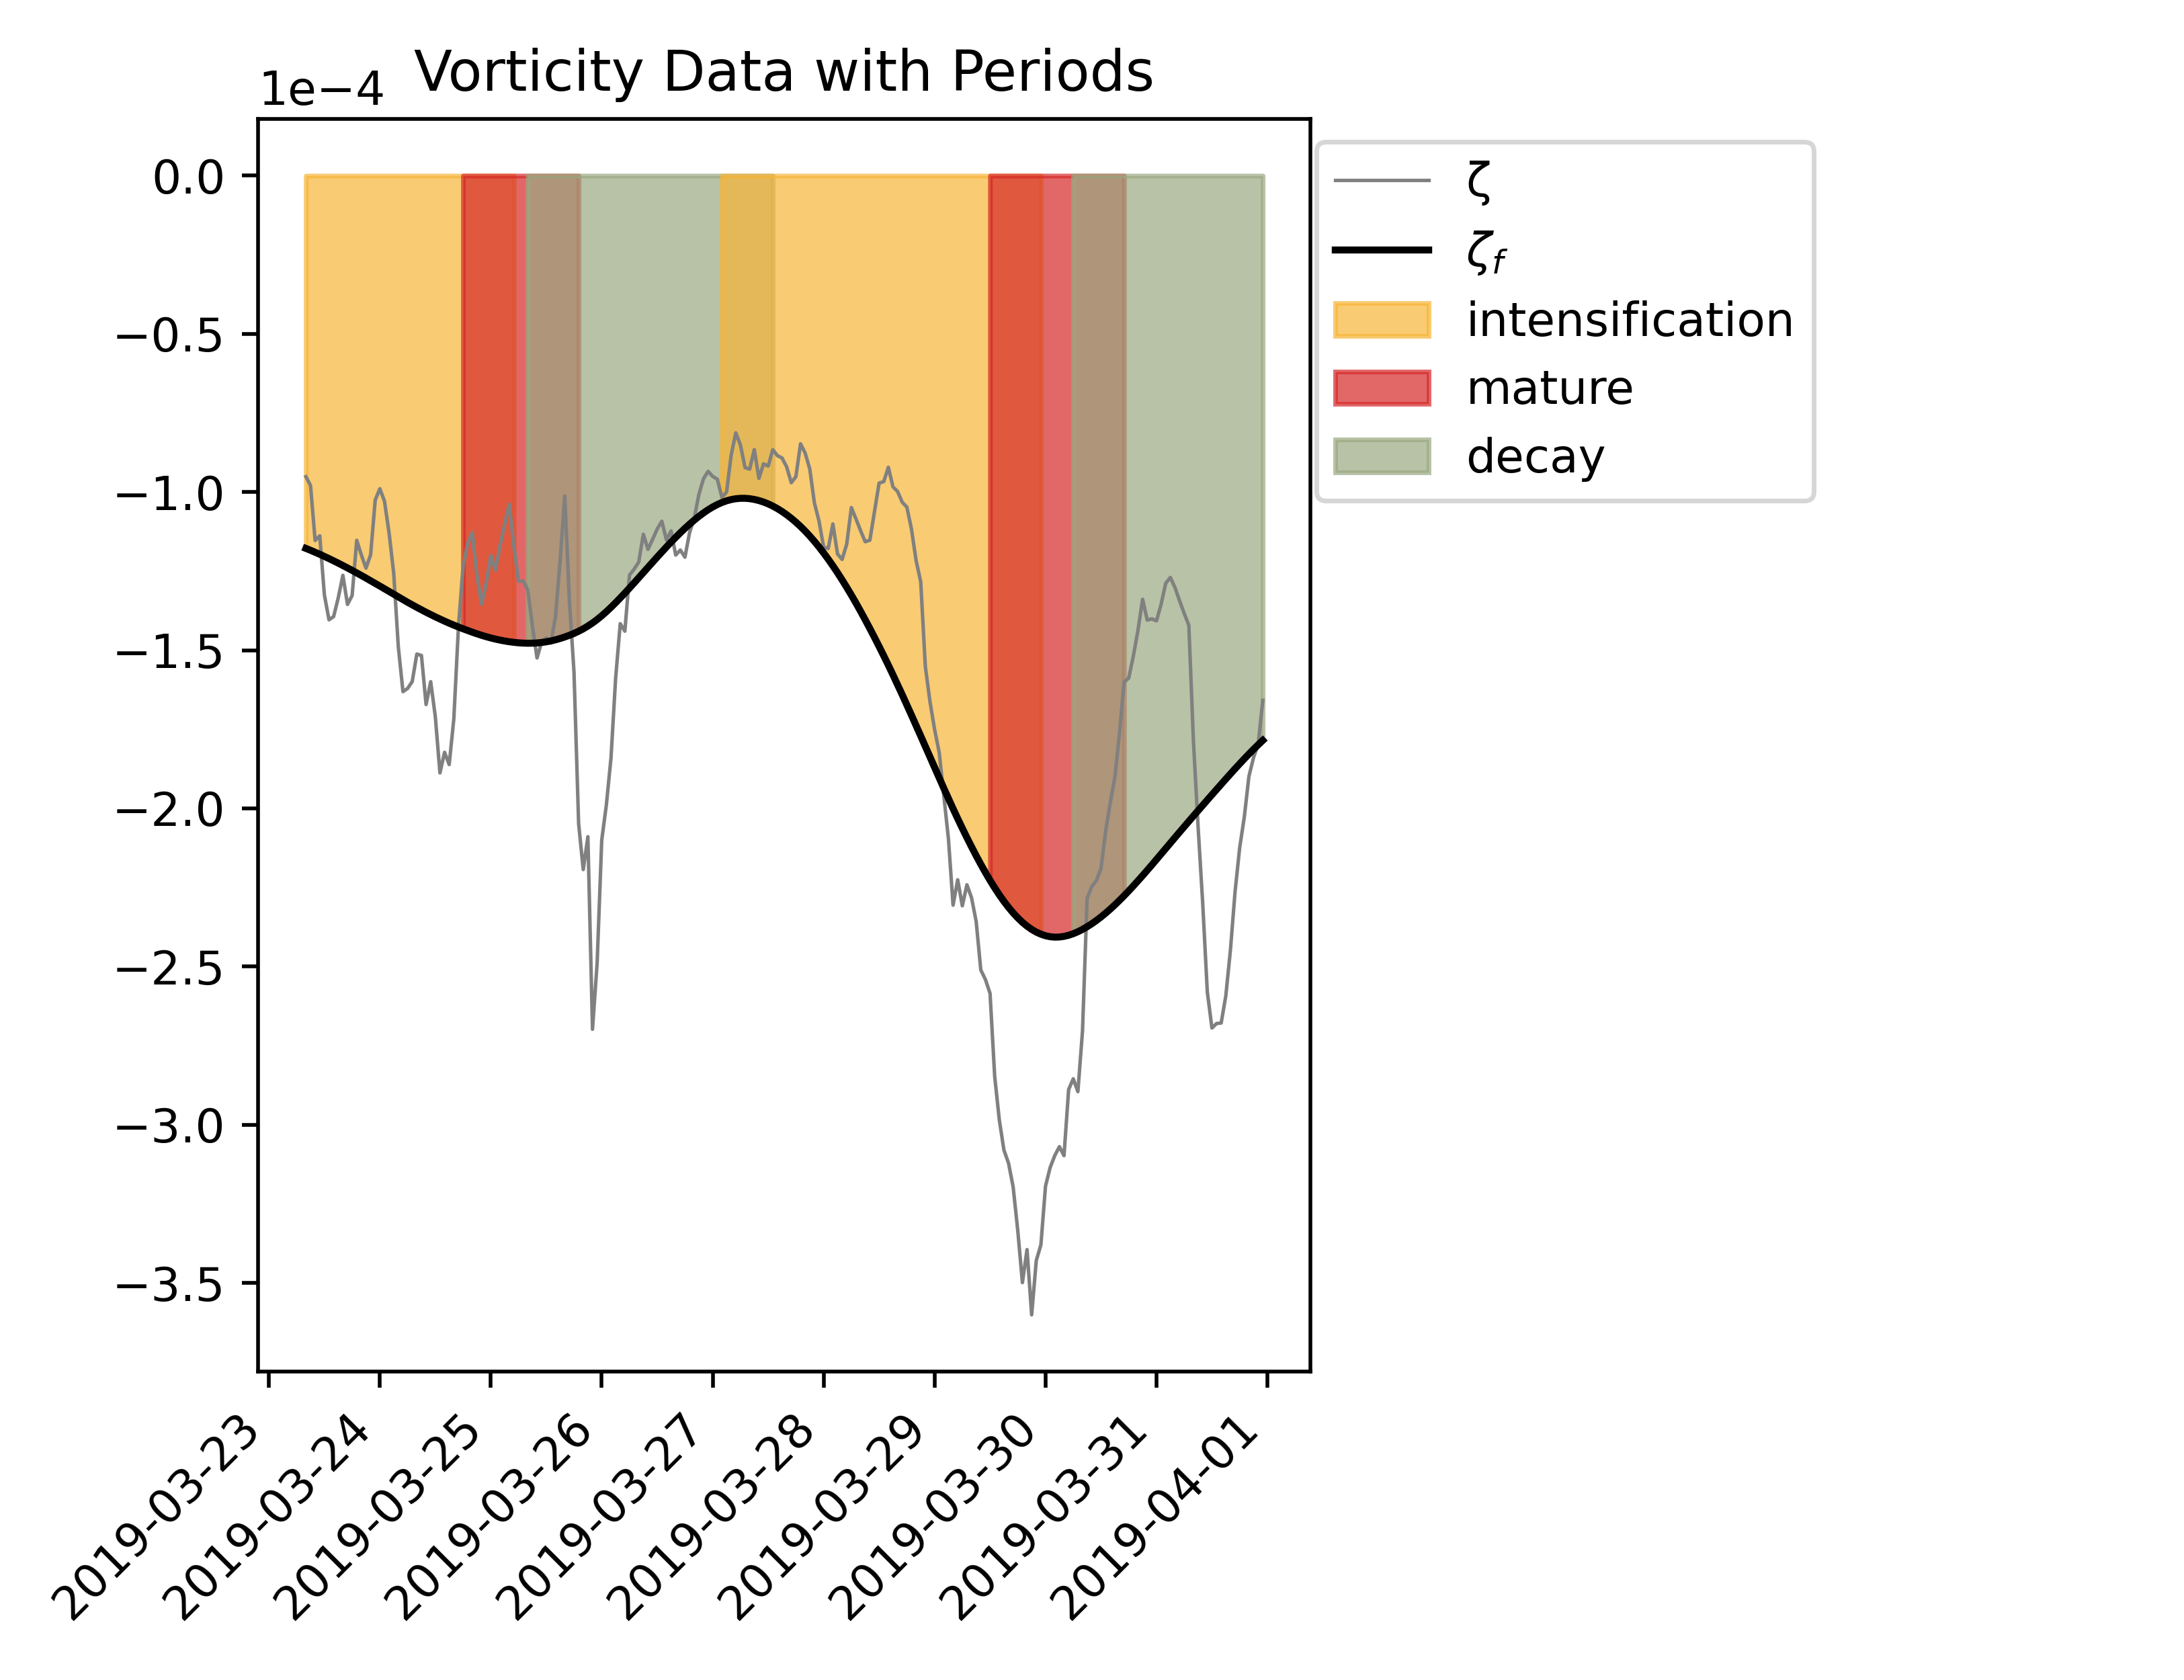 Vorticity Data with Periods
1e−4
0.0
−0.5
−1.0
−1.5
−2.0
−2.5
−3.0
−3.5
2019-03-23
2019-03-24
2019-03-25
2019-03-26
2019-03-27
2019-03-28
2019-03-29
2019-03-30
2019-03-31
2019-04-01
ζ
ζf
intensification
mature
decay